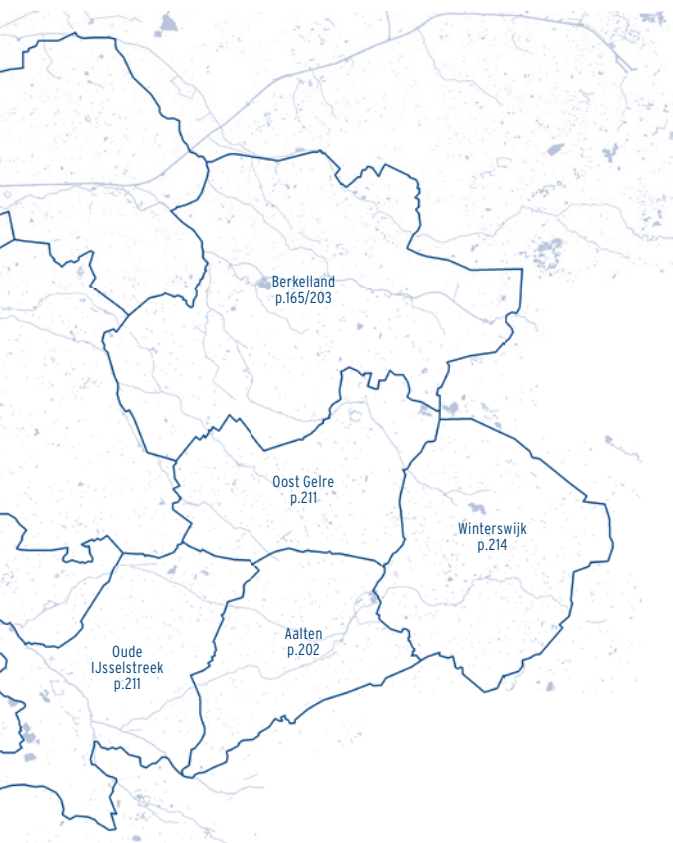 Berkelland
p.165/203
Oost Gelre
p.211
Winterswijk
p.214
Aalten
p.202
Oude
IJsselstreek
p.211